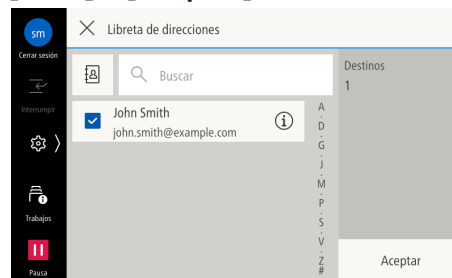 sm
Cerrar sesión
Interrumpir
Trabajos
Pausa
Libreta de direcciones
Buscar
John Smith
john.smith@example.com
A
D
G
J
M
P
S
V
Z
#
Destinos
1
Aceptar